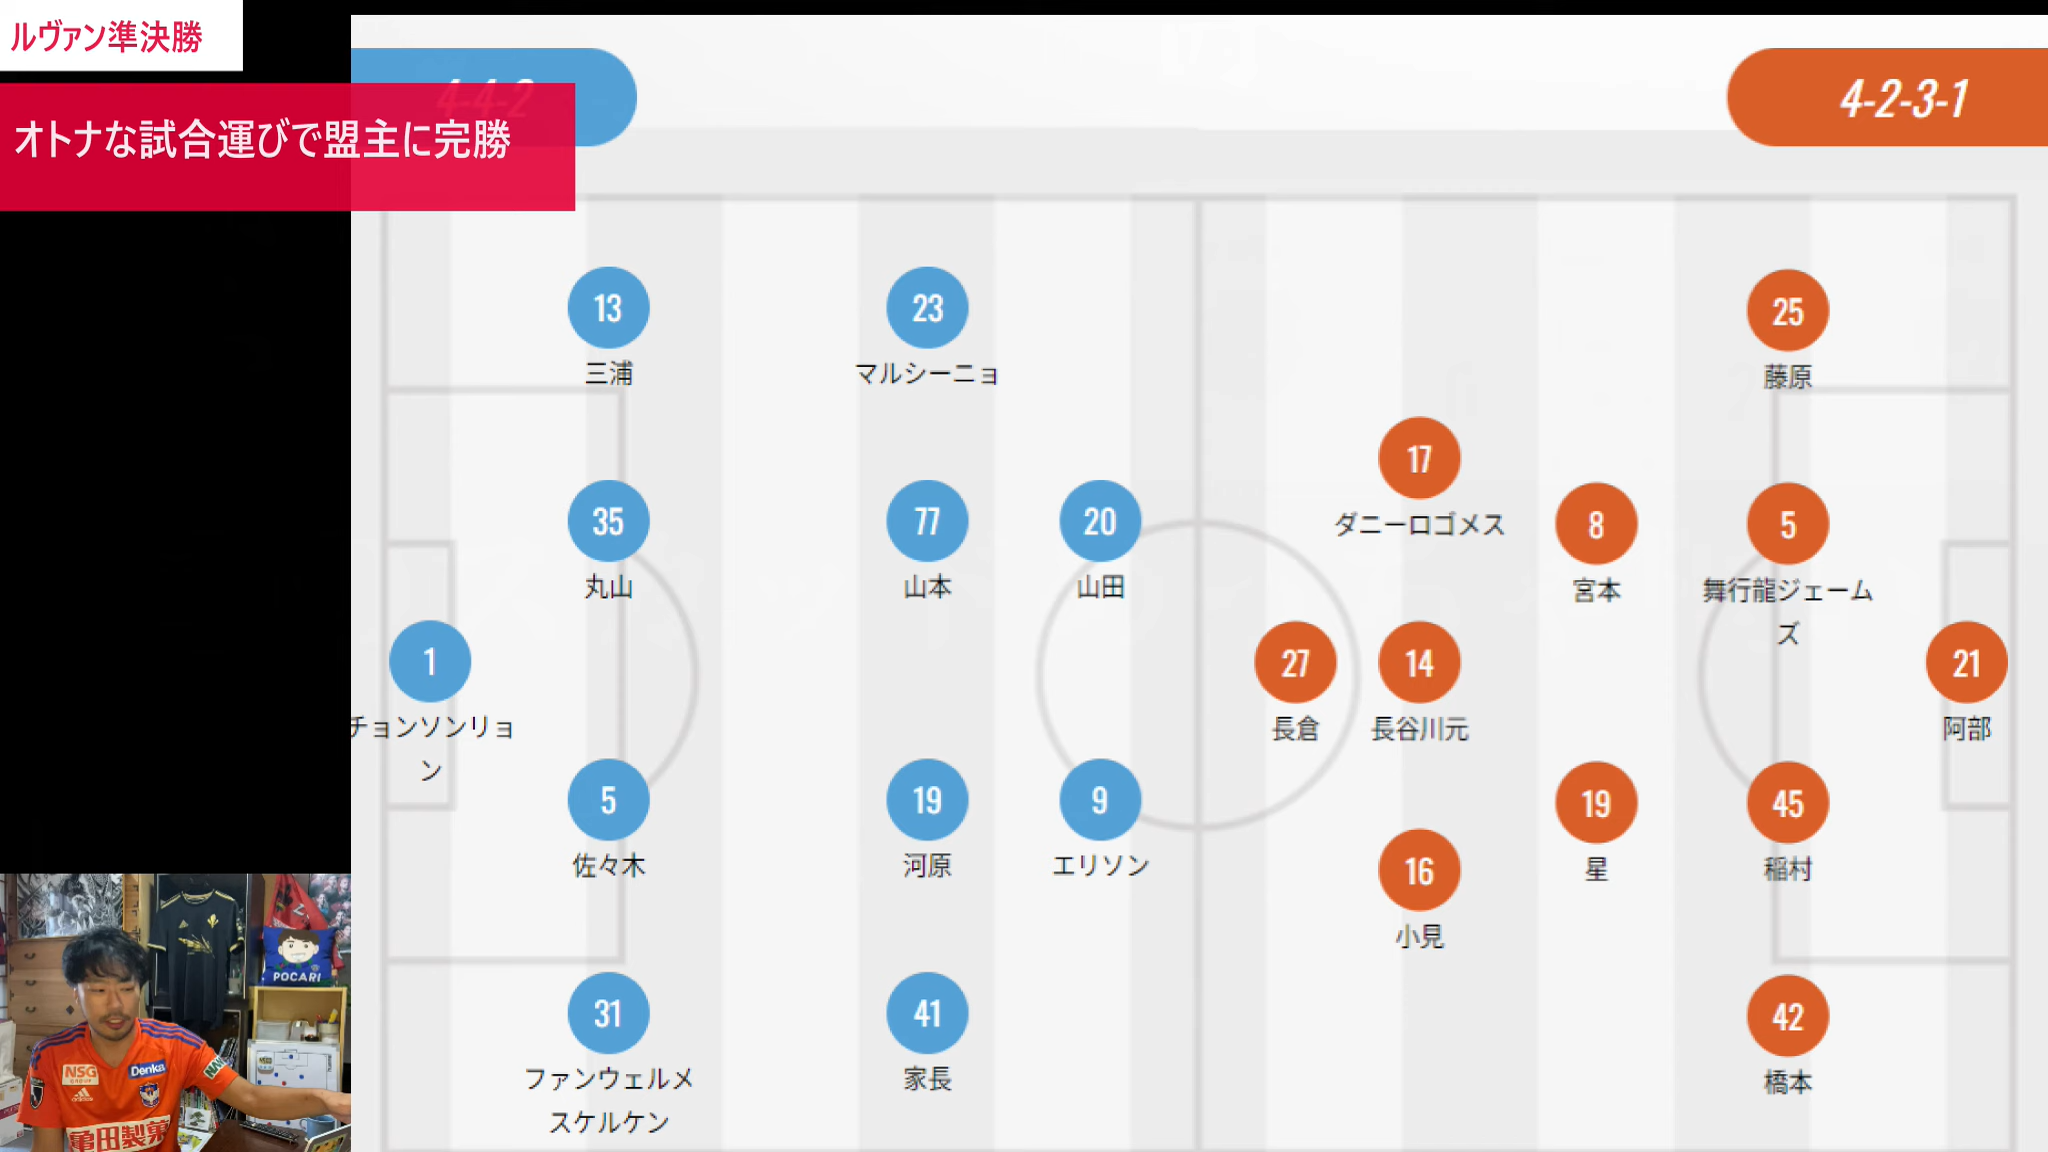 ルヴァン準決勝
4-4-2
オトナな試合運びで盟主に完勝
4-2-3-1
13
三浦
23
マルシーニョ
25
藤原
17
ダニーロゴメス
35
丸山
77
山本
20
山田
8
宮本
5
舞行龍ジェーム
ズ
1
チョンソンリョ
ン
27
長倉
14
長谷川元
21
阿部
5
佐々木
19
河原
9
エリソン
16
小見
19
星
45
稲村
31
ファンウェルメ
スケルケン
41
家長
42
橋本
POCARI
NSG
GROUP
Denka
adidas
亀田製菓